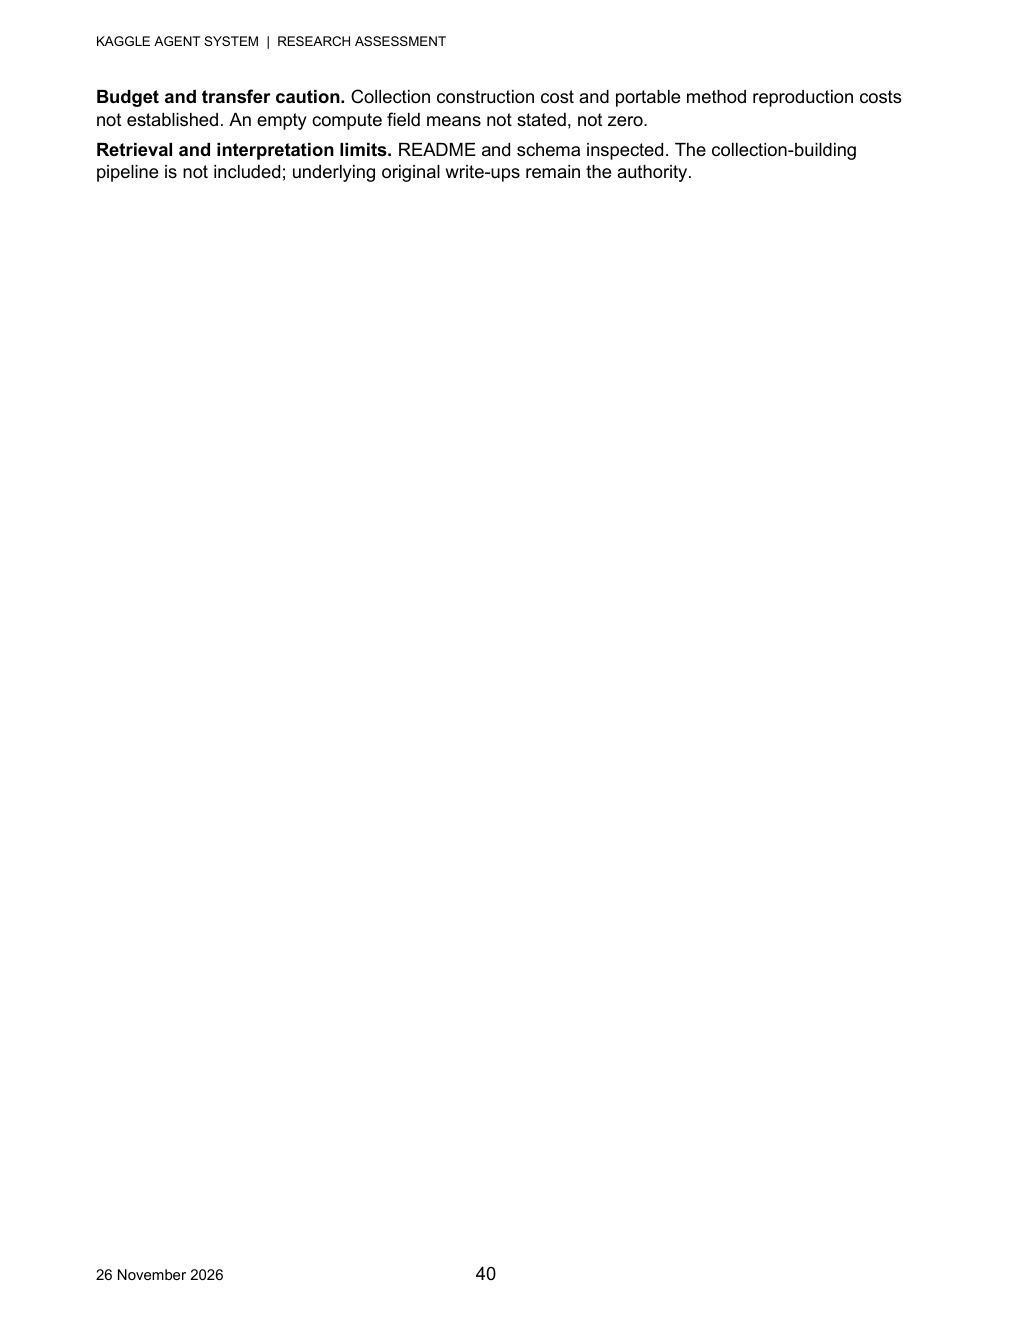 KAGGLE AGENT SYSTEM | RESEARCH ASSESSMENT
Budget and transfer caution. Collection construction cost and portable method reproduction costs
not established. An empty compute field means not stated, not zero.
Retrieval and interpretation limits. README and schema inspected. The collection-building
pipeline is not included; underlying original write-ups remain the authority.
26 November 2026 40